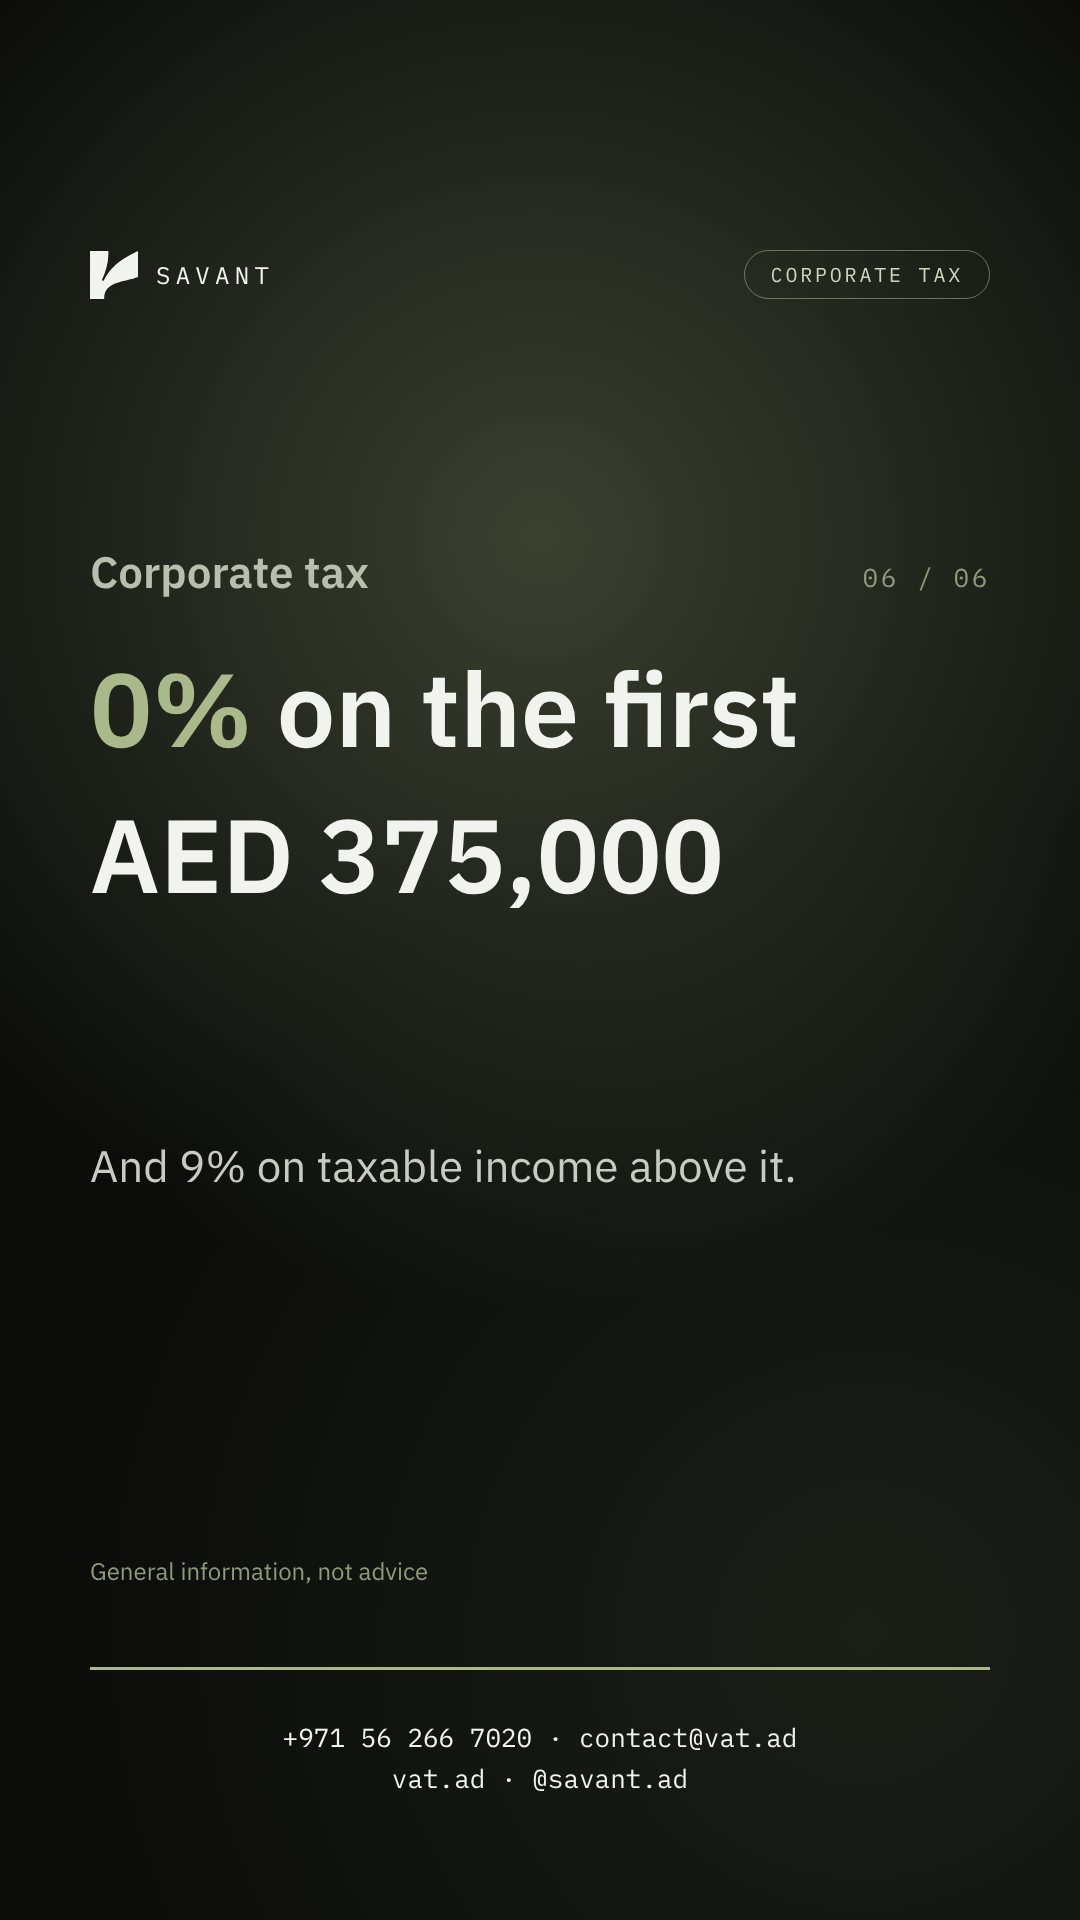 SAVANT
CORPORATE TAX
Corporate tax
06 / 06
0% on the first
AED 375,000
And 9% on taxable income above it.
General information, not advice
+971 56 266 7020 · contact@vat.ad
vat.ad · @savant.ad